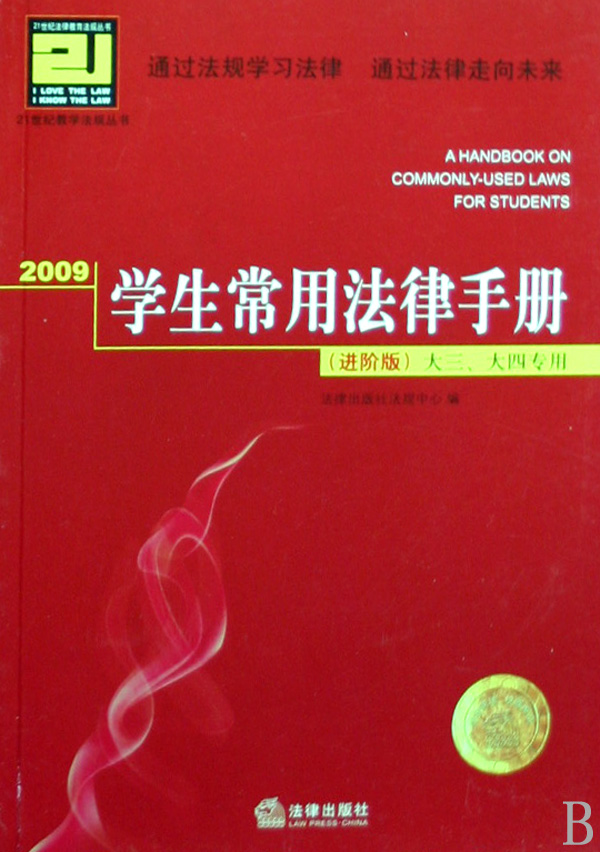 21世纪法律教育法规丛书
21
I LOVE THE LAW
I KNOW THE LAW
21世纪教学法规丛书
通过法规学习法律 通过法律走向未来
A HANDBOOK ON
COMMONLY-USED LAWS
FOR STUDENTS
2009
学生常用法律手册
(进阶版) 大三、大四专用
法律出版社法规中心 编
法律出版社
LAW PRESS·CHINA
B